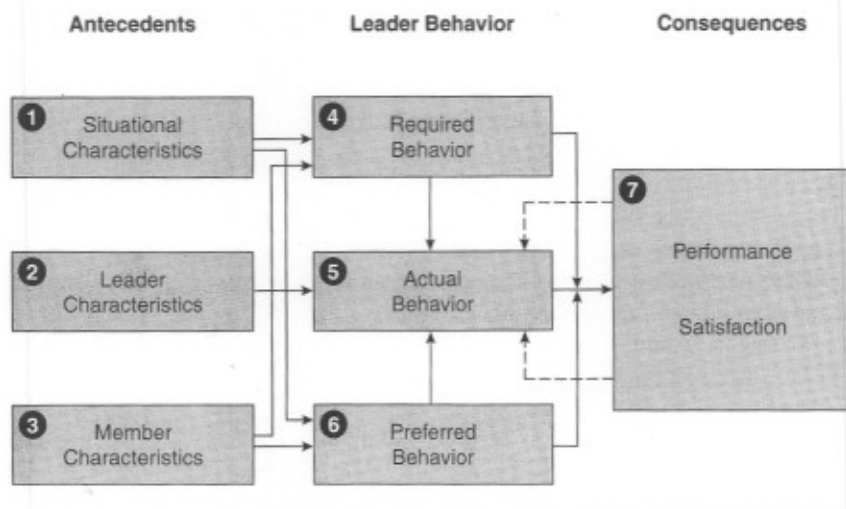 Antecedents
Leader Behavior
Consequences
1
Situational
Characteristics
4
Required
Behavior
7
Performance
Satisfaction
2
Leader
Characteristics
5
Actual
Behavior
3
Member
Characteristics
6
Preferred
Behavior